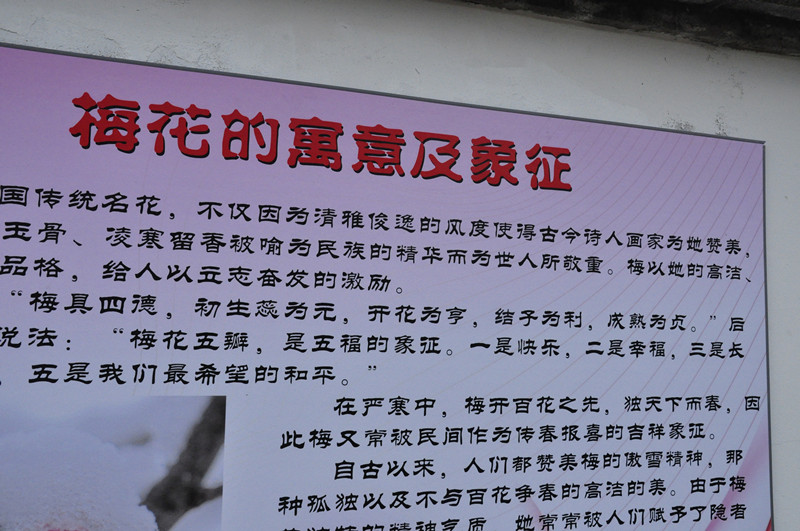 梅花的寓意及象征
国传统名花，不仅因为清雅俊逸的风度使得古今诗人画家为她赞美，
玉骨、凌寒留香被喻为民族的精华而为世人所敬重。梅以她的高洁、
品格，给人以立志奋发的激励。
“梅具四德，初生蕊为元，开花为亨，结子为利，成熟为贞。”后
说法：“梅花五瓣，是五福的象征。一是快乐，二是幸福，三是长
，五是我们最希望的和平。”
在严寒中，梅开百花之先，独天下而春，因
此梅又常被民间作为传春报喜的吉祥象征。
自古以来，人们都赞美梅的傲雪精神，那
种孤独以及不与百花争春的高洁的美。由于梅
的精神气质，她常常被人们赋予了隐者